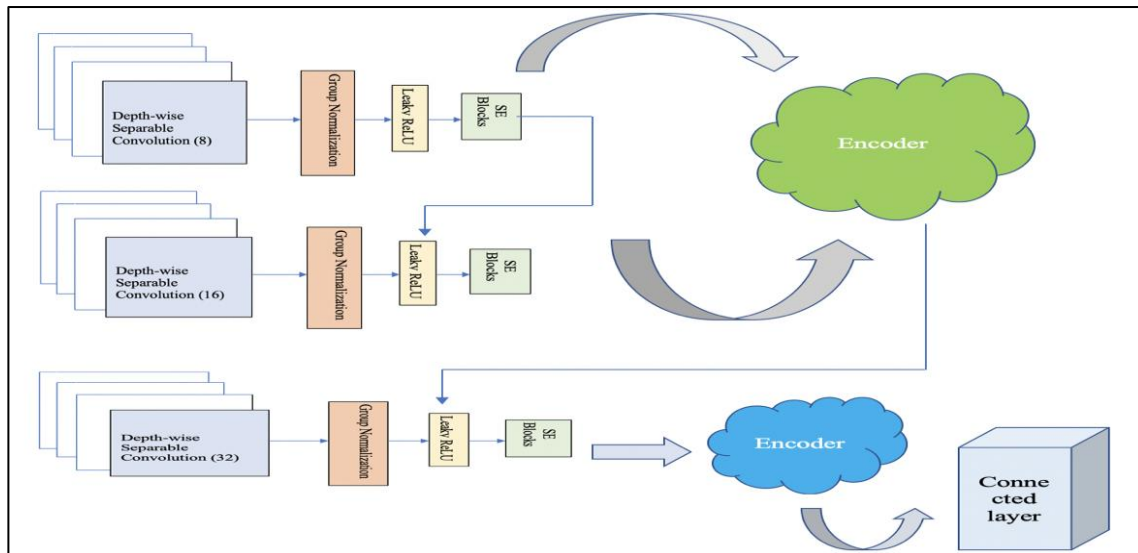 Depth-wise
Separable
Convolution (8)
Group Normalization
Leaky ReLU
SE
Blocks
Encoder
Depth-wise
Separable
Convolution (16)
Group Normalization
Leaky ReLU
SE
Blocks
Depth-wise
Separable
Convolution (32)
Group Normalization
Leaky ReLU
SE
Blocks
Encoder
Conne
cted
layer